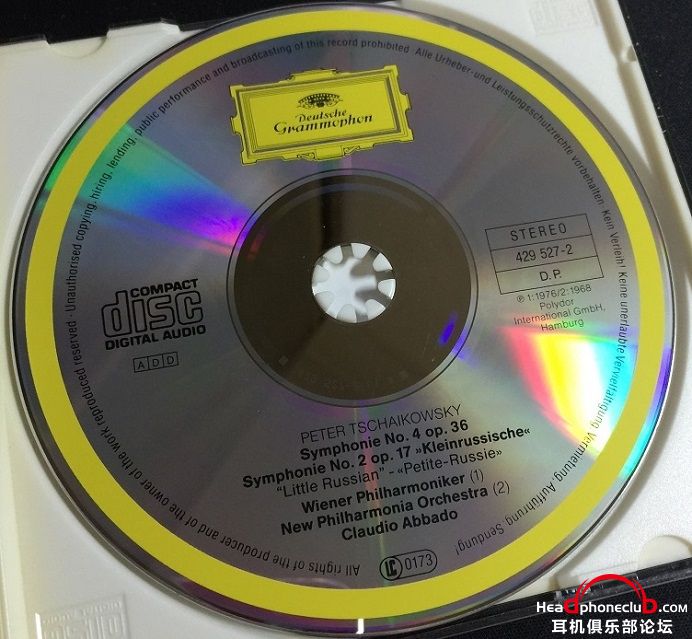 Unauthorised copying, hiring, lending, public performance and broadcasting of this record prohibited · Alle Urheber- und Leistungsschutzrechte vorbehalten. Kein Verleih! Keine unerlaubte Vervielfältigung, Vermietung, Aufführung, Sendung!
Deutsche
Grammophon
STEREO
429 527-2
D.P.
℗ 1:1976/2:1968
Polydor
International GmbH,
Hamburg
COMPACT
disc
DIGITAL AUDIO
ADD
PETER TSCHAIKOWSKY
Symphonie No. 4 op. 36
Symphonie No. 2 op. 17 »Kleinrussische«
"Little Russian" - «Petite-Russie»
Wiener Philharmoniker (1)
New Philharmonia Orchestra (2)
Claudio Abbado
LC 0173
All rights of the producer and of the owner of the work reproduced reserved ·
Headphoneclub.com
耳机俱乐部论坛